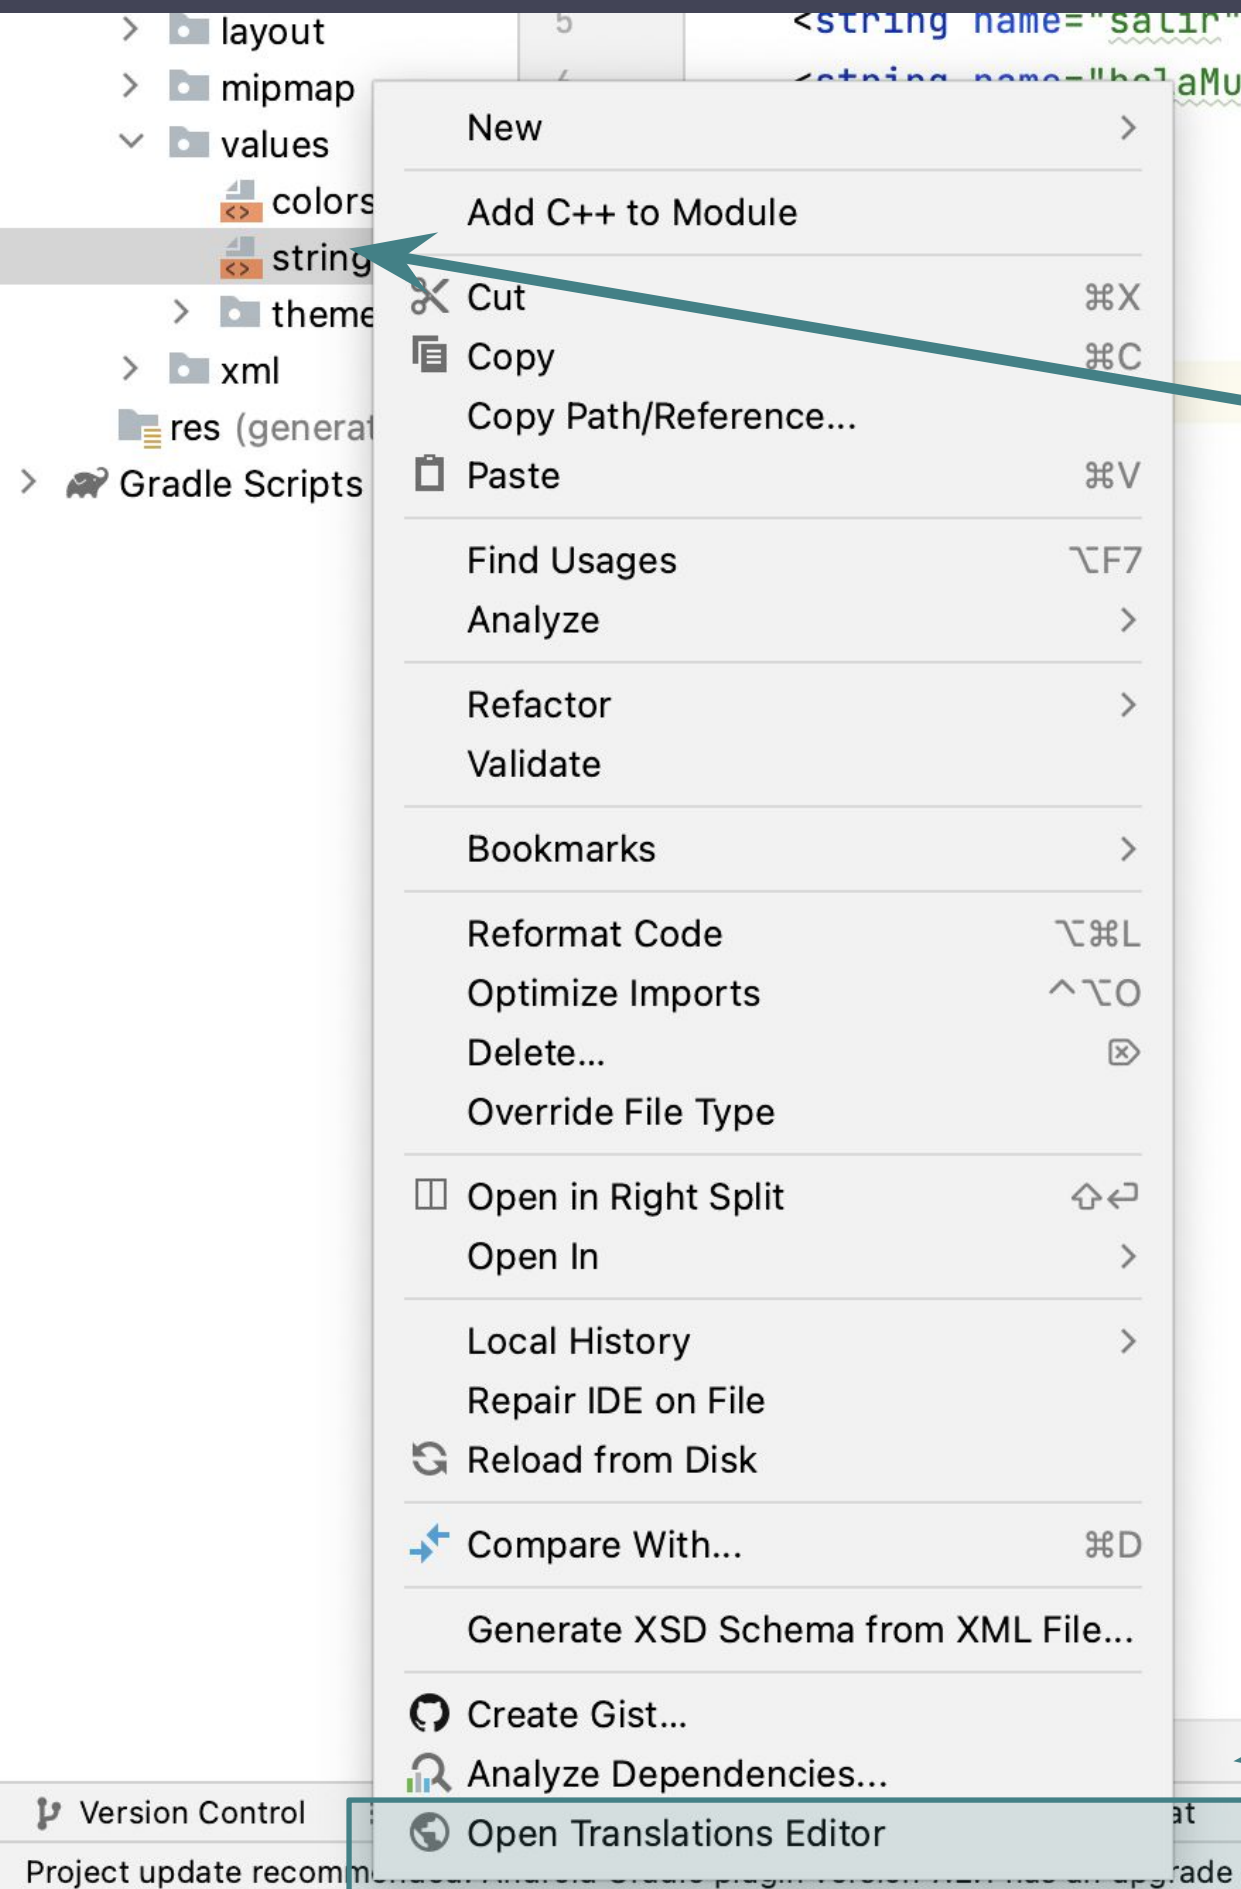 layout
5 <string name="salir"
mipmap
values
New
colors
Add C++ to Module
string
Cut ⌘X
theme
Copy ⌘C
xml
Copy Path/Reference...
res (generat
Paste ⌘V
Gradle Scripts
Find Usages ⌥F7
Analyze
Refactor
Validate
Bookmarks
Reformat Code ⌥⌘L
Optimize Imports ^⌥O
Delete... ⌦
Override File Type
Open in Right Split ⇧↩
Open In
Local History
Repair IDE on File
Reload from Disk
Compare With... ⌘D
Generate XSD Schema from XML File...
Create Gist...
Analyze Dependencies...
Version Control
Open Translations Editor
Project update recomm